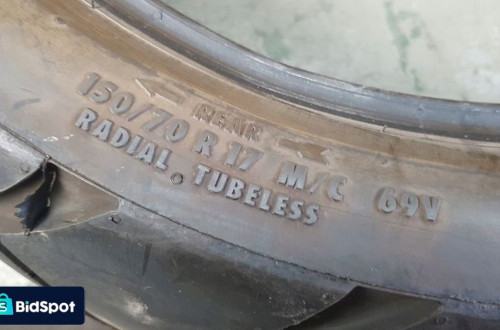 REAR
150/70 R 17 M/C 69V
RADIAL TUBELESS
BidSpot